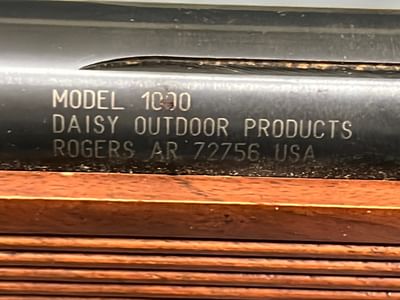 MODEL 1000
DAISY OUTDOOR PRODUCTS
ROGERS AR 72756 USA